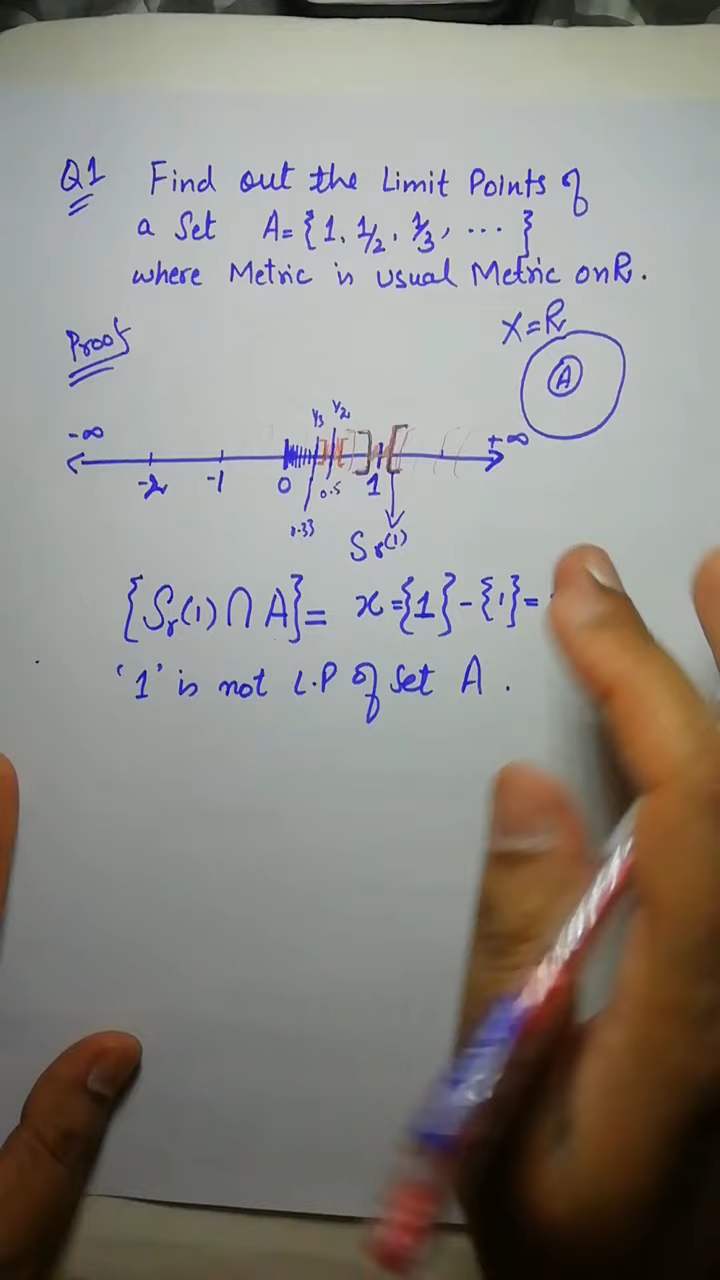 Q1 Find out the Limit Points of
a Set A={1, 1/2, 1/3, ... }
where Metric is usual Metric on R.
Proof
X=R
A
1/3 1/2
-∞ +∞
-2 -1 0 0.5 1
0.33
Sr(1)
{Sr(1) ∩ A}= x={1}-{1}=
'1' is not L.P of Set A.